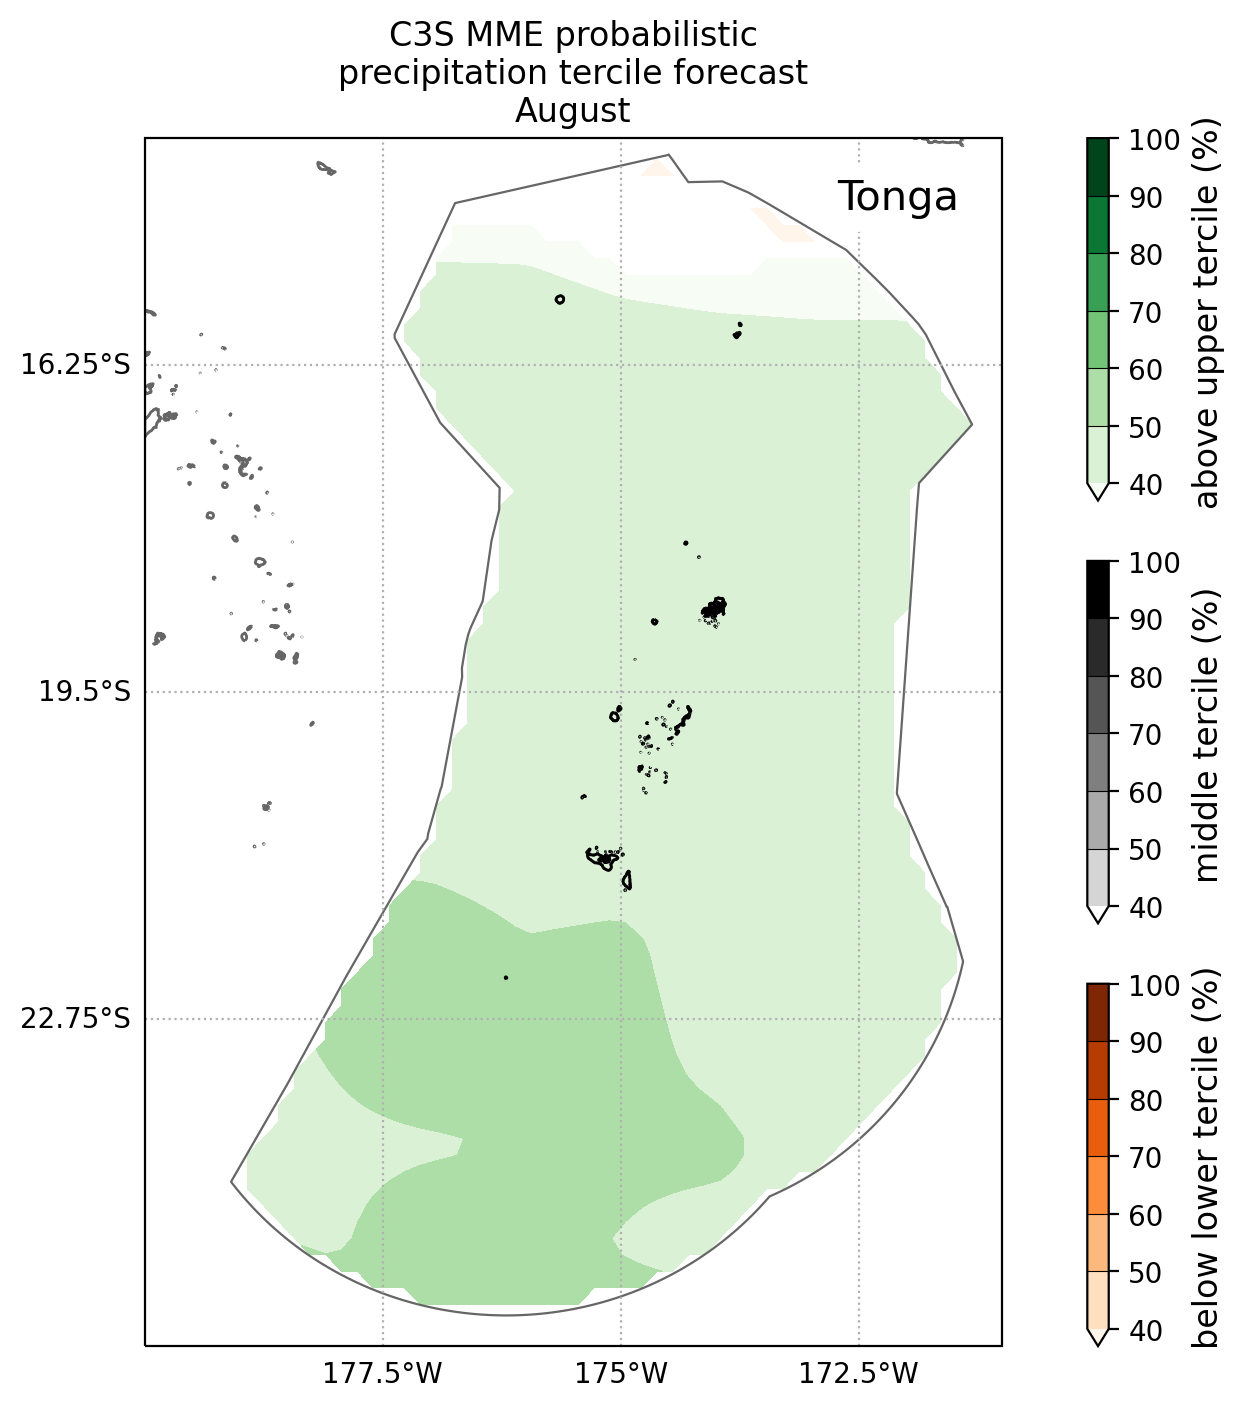 C3S MME probabilistic
precipitation tercile forecast
August
Tonga
16.25°S
19.5°S
22.75°S
177.5°W
175°W
172.5°W
100
90
80
70
60
50
40
above upper tercile (%)
100
90
80
70
60
50
40
middle tercile (%)
100
90
80
70
60
50
40
below lower tercile (%)